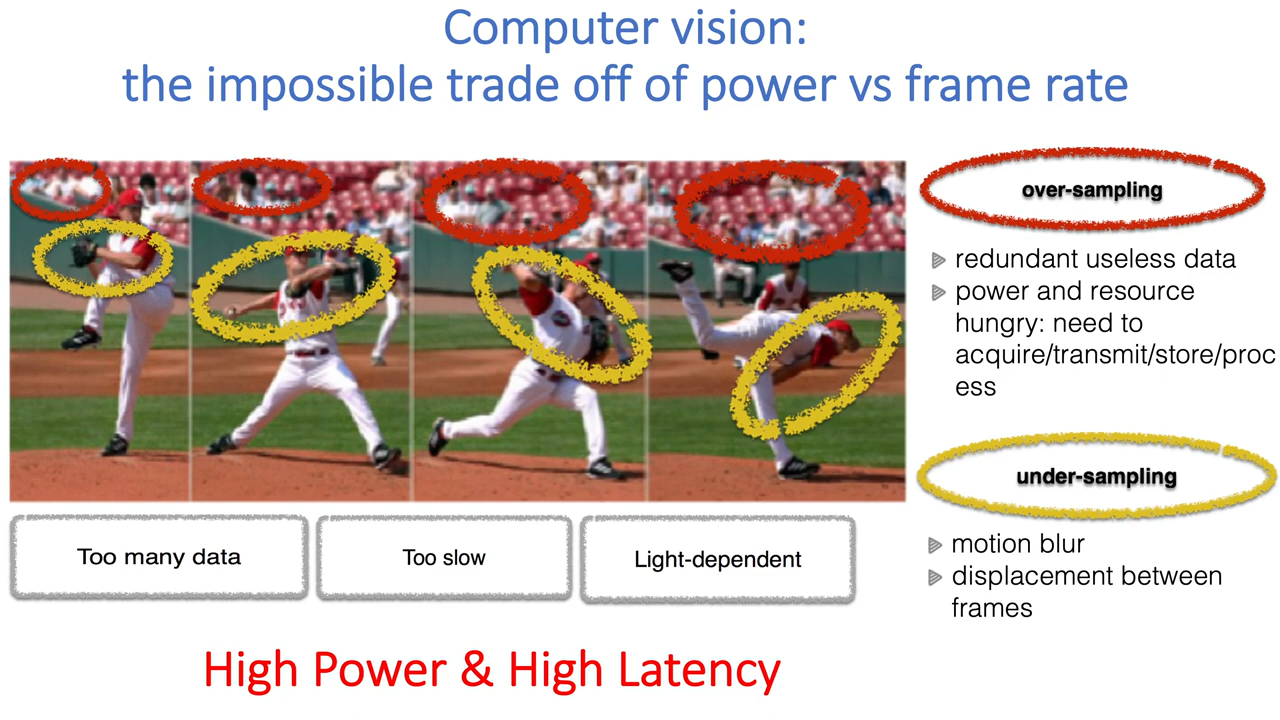 Computer vision:
the impossible trade off of power vs frame rate
over-sampling
redundant useless data
power and resource
hungry: need to
acquire/transmit/store/proc
ess
under-sampling
motion blur
displacement between
frames
Too many data
Too slow
Light-dependent
High Power & High Latency